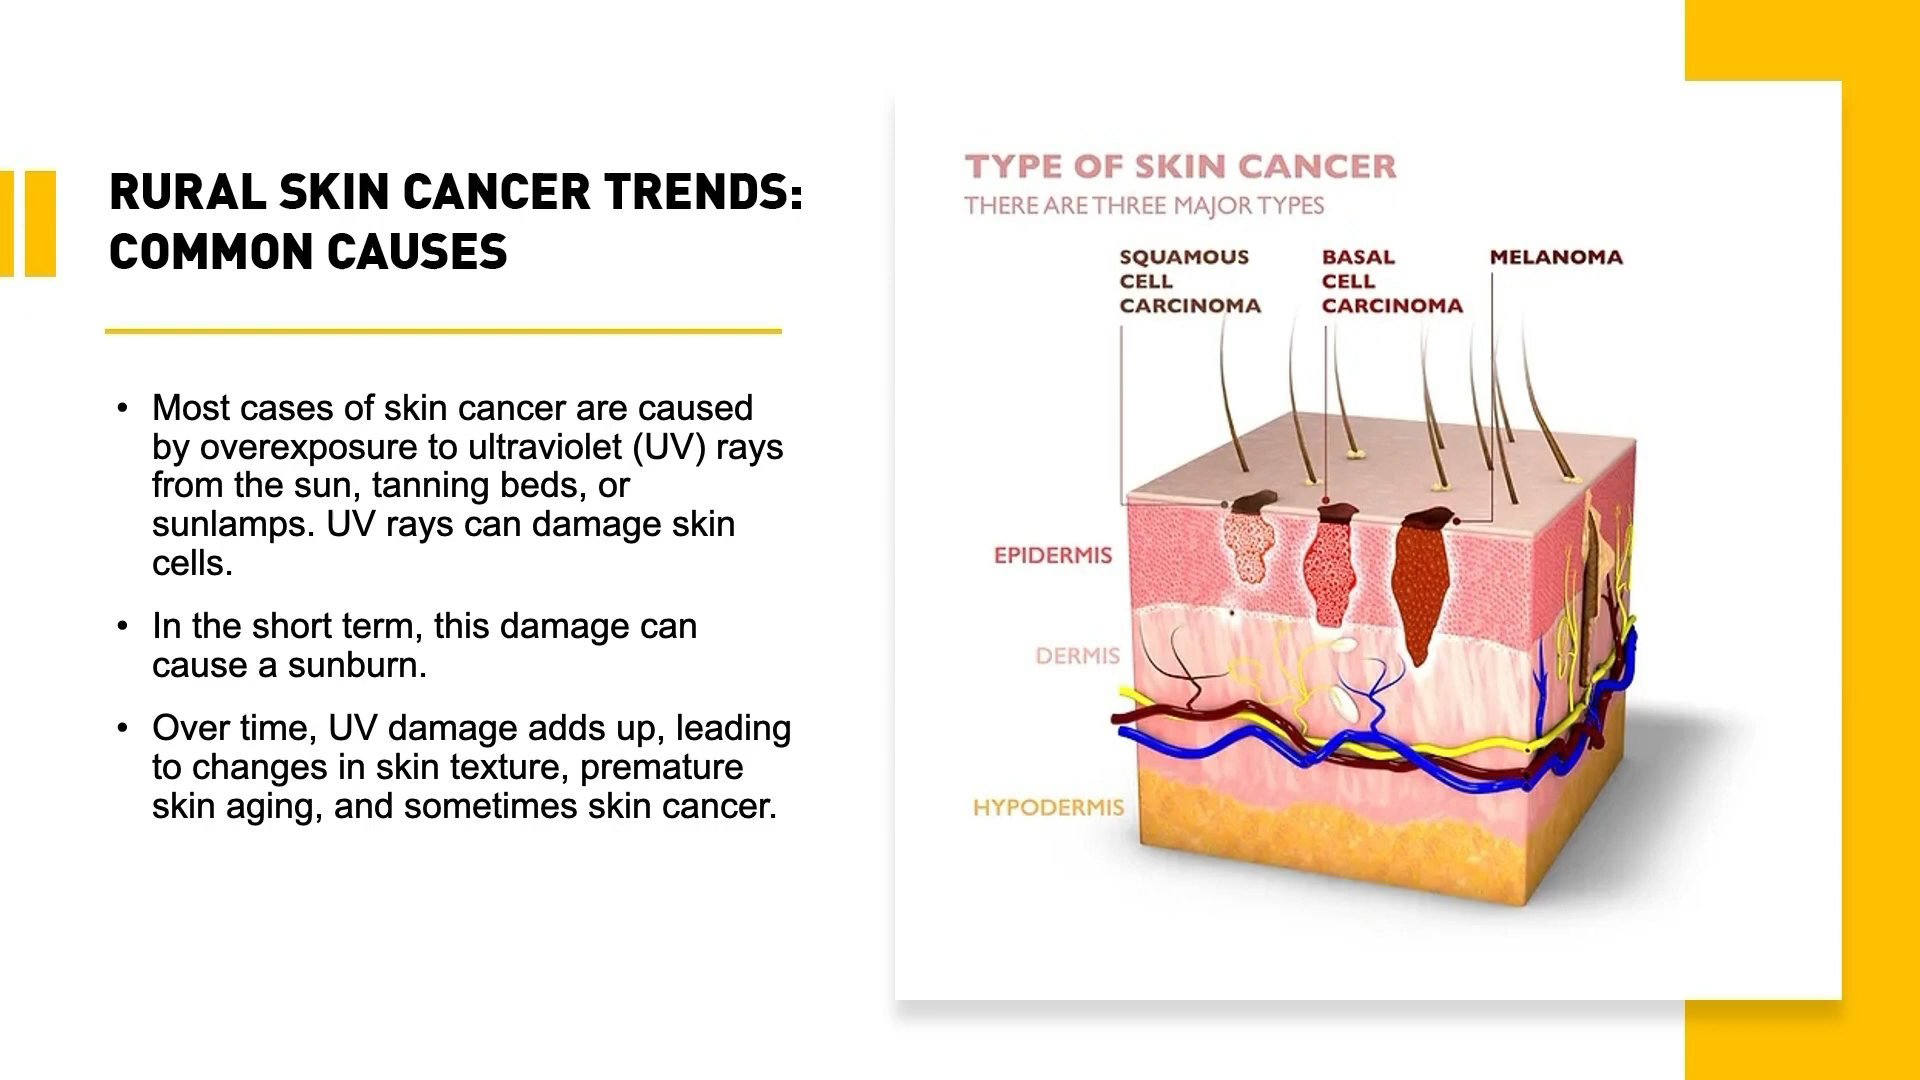 RURAL SKIN CANCER TRENDS:
COMMON CAUSES
• Most cases of skin cancer are caused
by overexposure to ultraviolet (UV) rays
from the sun, tanning beds, or
sunlamps. UV rays can damage skin
cells.
• In the short term, this damage can
cause a sunburn.
• Over time, UV damage adds up, leading
to changes in skin texture, premature
skin aging, and sometimes skin cancer.
TYPE OF SKIN CANCER
THERE ARE THREE MAJOR TYPES
SQUAMOUS
CELL
CARCINOMA
BASAL
CELL
CARCINOMA
MELANOMA
EPIDERMIS
DERMIS
HYPODERMIS